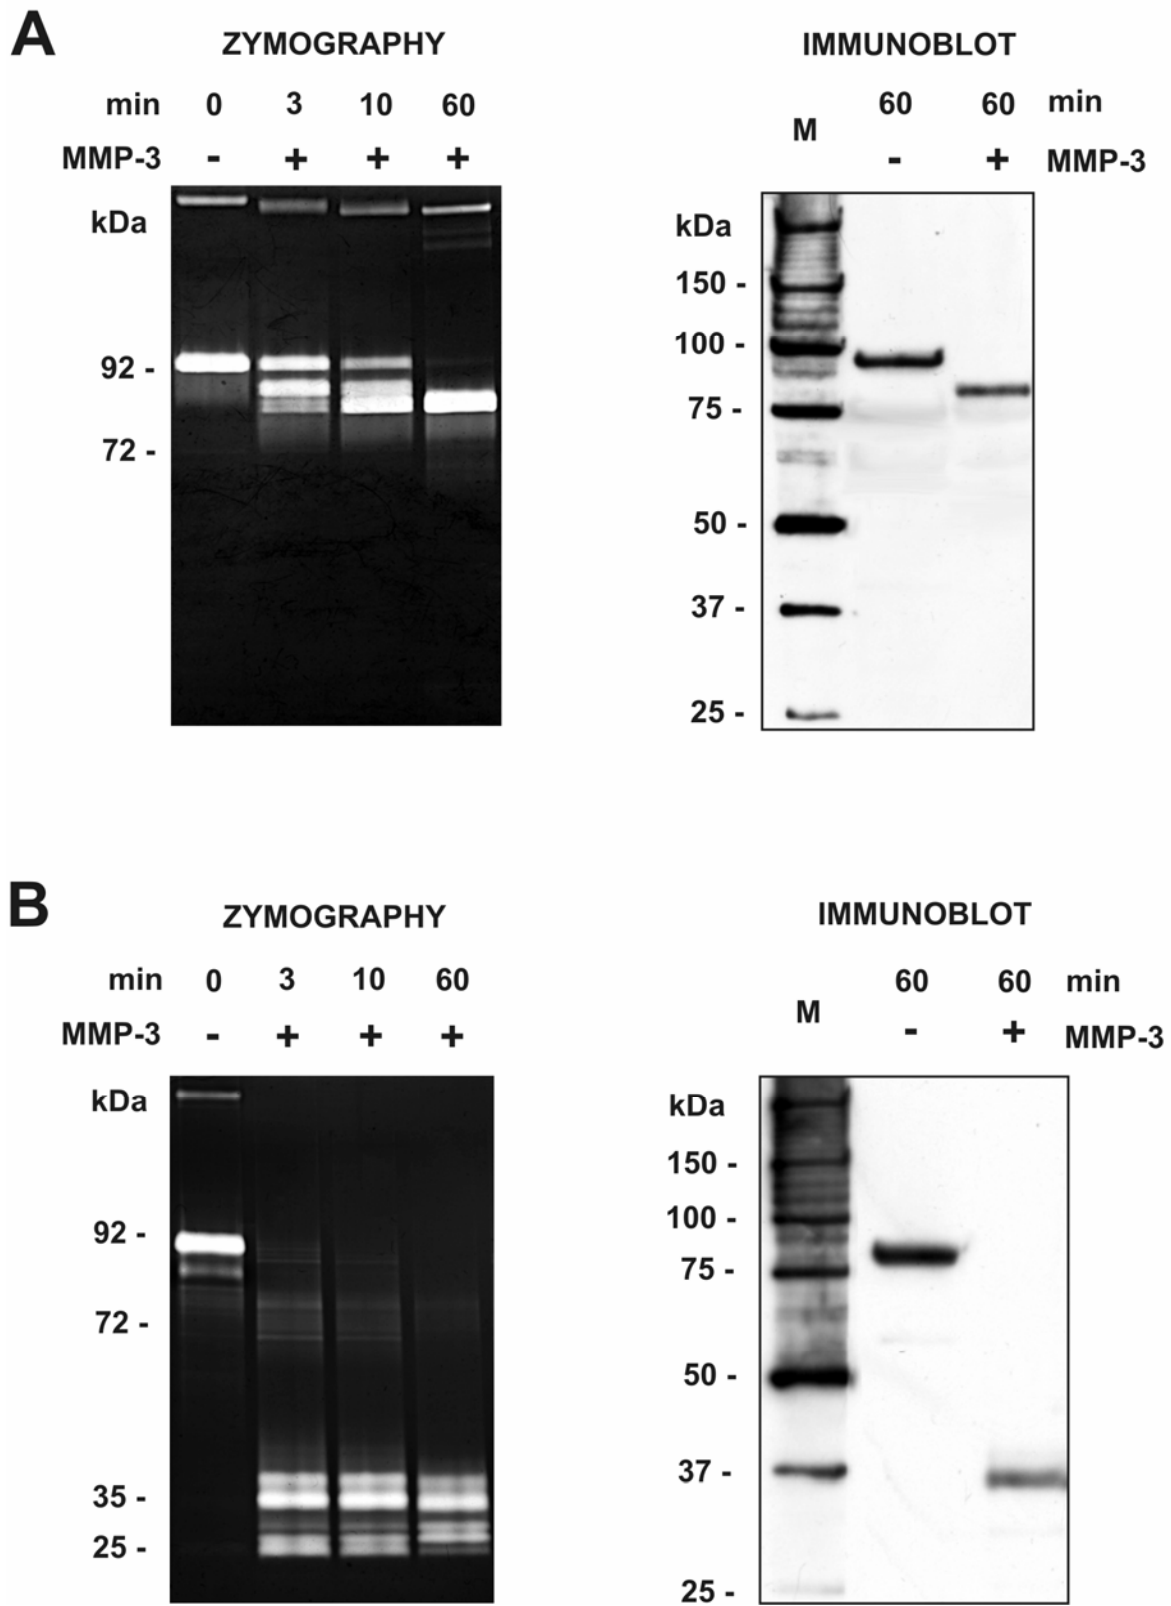 A
ZYMOGRAPHY
min 0 3 10 60
MMP-3 - + + +
kDa
92 -
72 -
IMMUNOBLOT
M 60 60 min
- + MMP-3
kDa
150 -
100 -
75 -
50 -
37 -
25 -
B
ZYMOGRAPHY
min 0 3 10 60
MMP-3 - + + +
kDa
92 -
72 -
35 -
25 -
IMMUNOBLOT
M 60 60 min
- + MMP-3
kDa
150 -
100 -
75 -
50 -
37 -
25 -